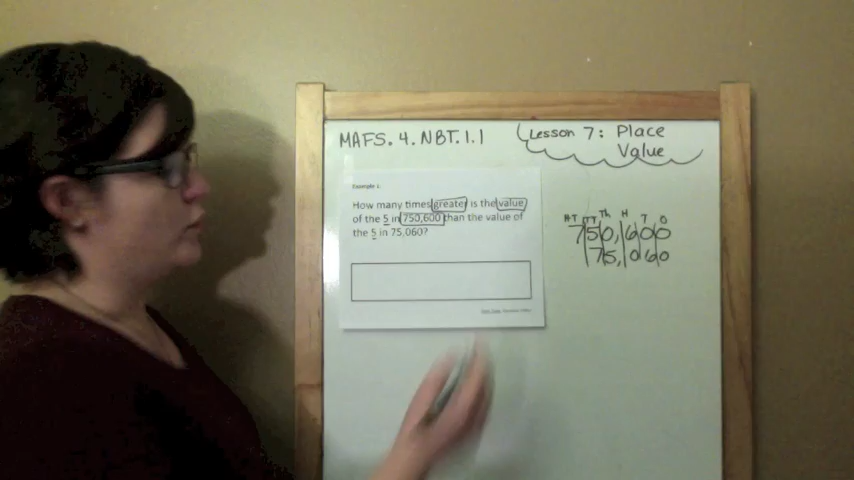 MAFS.4.NBT.1.1
Lesson 7: Place
Value
Example 1:
How many times greater is the value
of the 5 in 750,600 than the value of
the 5 in 75,060?
H-T TT Th H T O
750,600
75,060